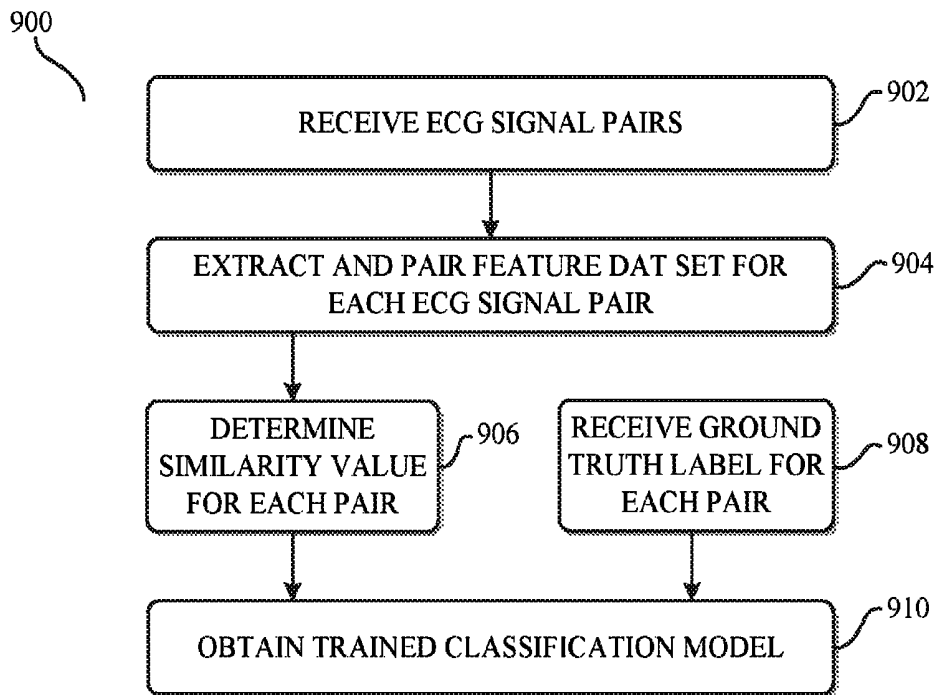 900
RECEIVE ECG SIGNAL PAIRS
902
EXTRACT AND PAIR FEATURE DAT SET FOR
EACH ECG SIGNAL PAIR
904
DETERMINE
SIMILARITY VALUE
FOR EACH PAIR
906
RECEIVE GROUND
TRUTH LABEL FOR
EACH PAIR
908
OBTAIN TRAINED CLASSIFICATION MODEL
910